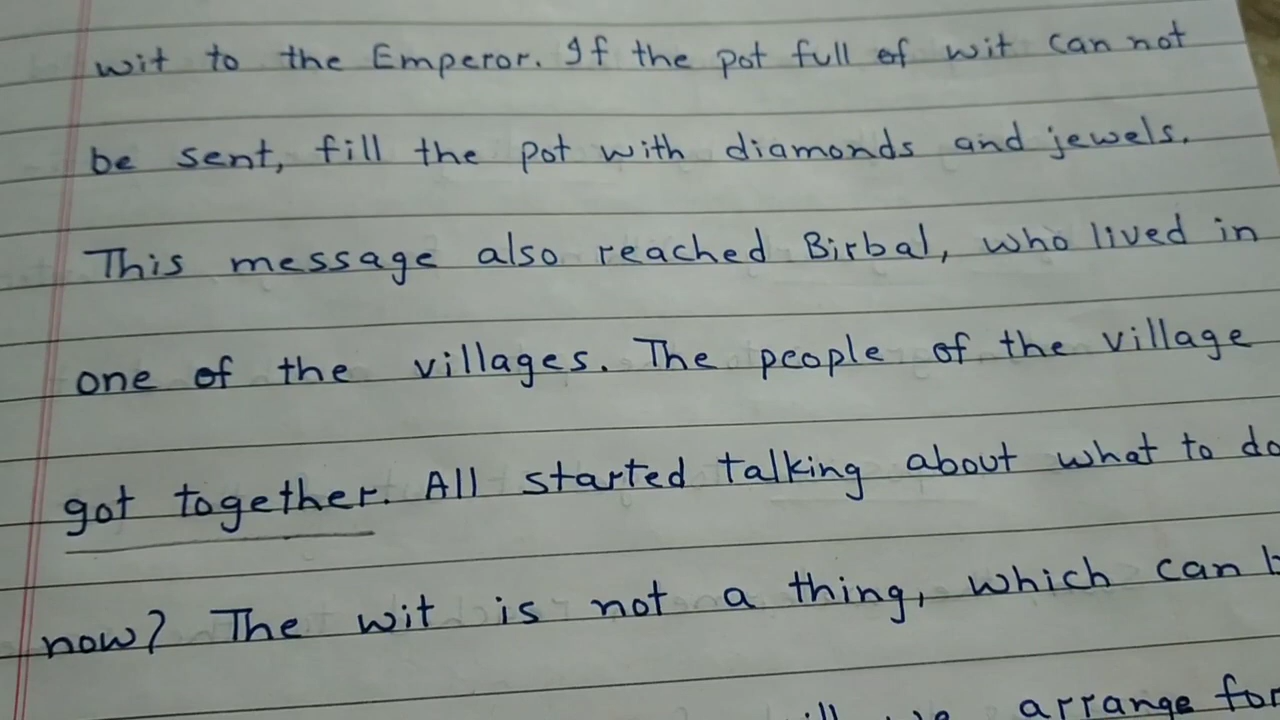 wit to the Emperor. If the pot full of wit can not
be sent, fill the pot with diamonds and jewels.
This message also reached Birbal, who lived in
one of the villages. The people of the village
got together. All started talking about what to do
now? The wit is not a thing, which can
arrange for